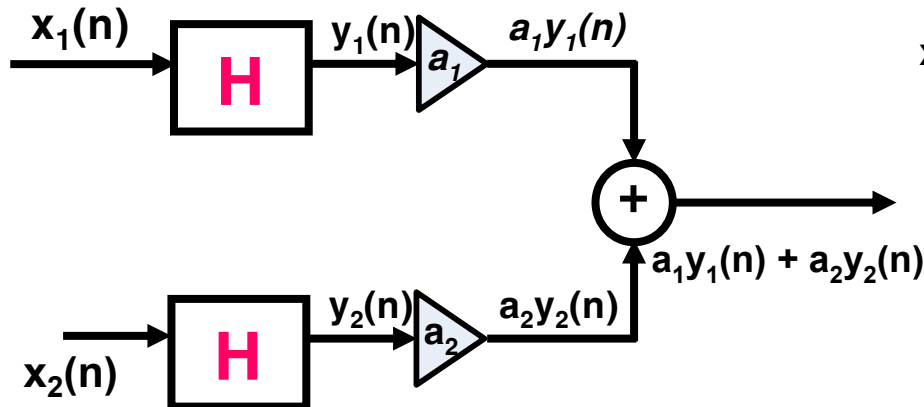 x₁(n) y₁(n) a₁y₁(n) x
H a₁
+
a₁y₁(n) + a₂y₂(n)
y₂(n) a₂y₂(n)
H a₂
x₂(n)